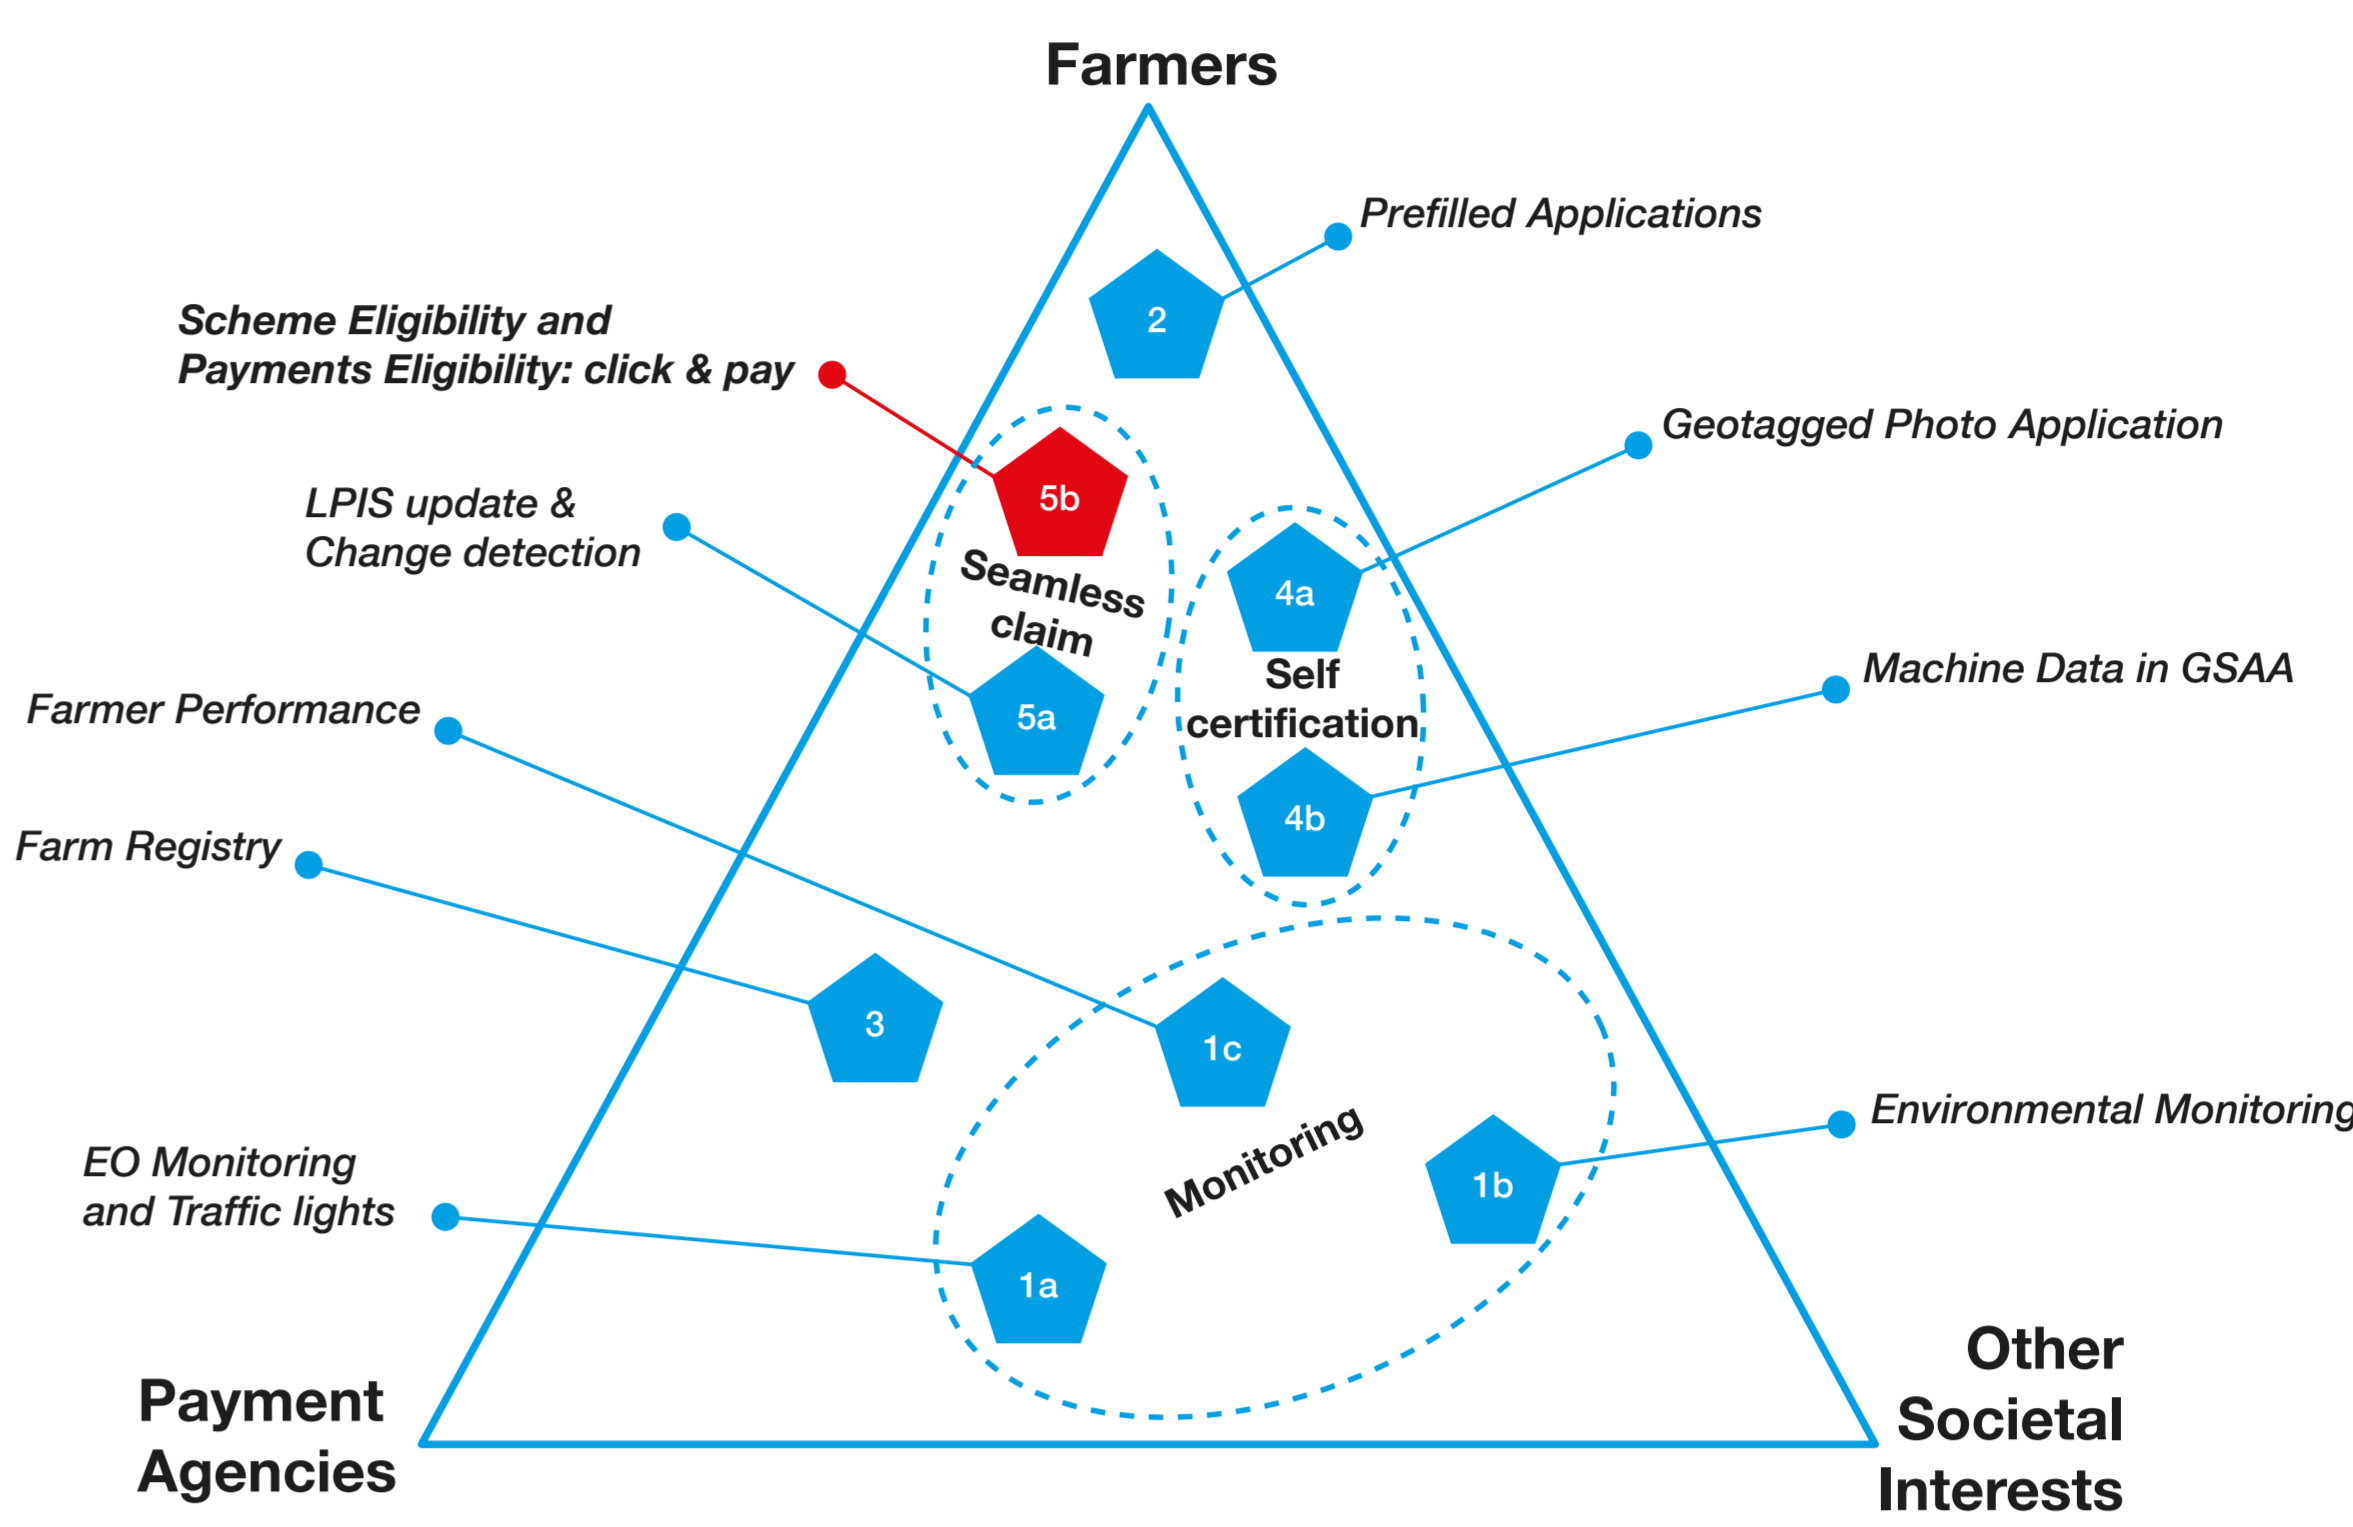 Farmers
Prefilled Applications
2
Scheme Eligibility and
Payments Eligibility: click & pay
Geotagged Photo Application
5b
LPIS update &
Change detection
Seamless
claim
4a
Self
certification
Machine Data in GSAA
Farmer Performance
5a
4b
Farm Registry
3
1c
Monitoring
Environmental Monitoring
EO Monitoring
and Traffic lights
1b
1a
Payment
Agencies
Other
Societal
Interests